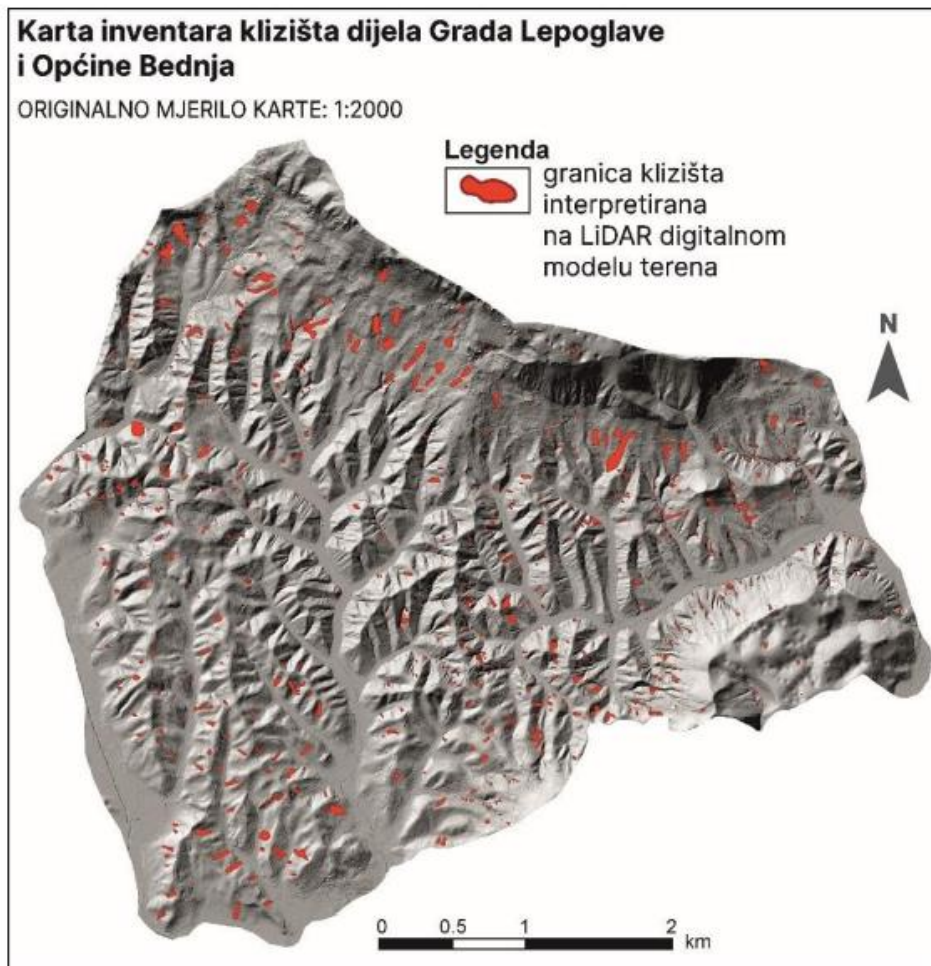 Karta inventara klizišta dijela Grada Lepoglave
i Općine Bednja
ORIGINALNO MJERILO KARTE: 1:2000
Legenda
granica klizišta
interpretirana
na LiDAR digitalnom
modelu terena
N
0 0.5 1 2
km